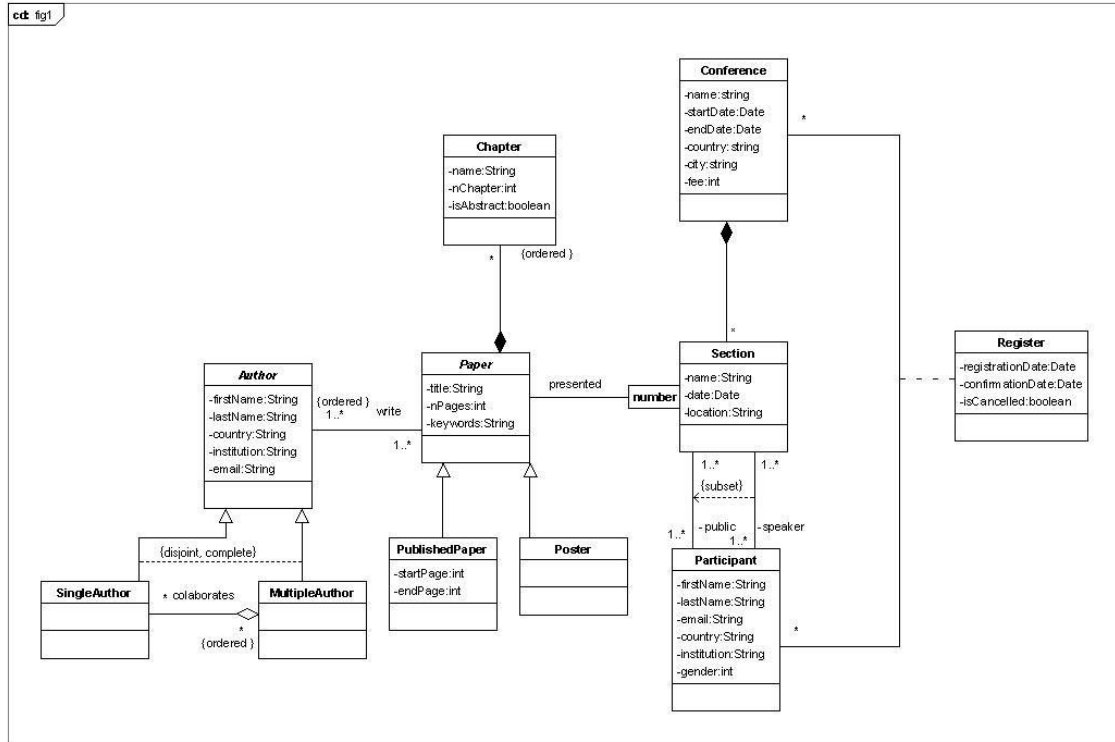 cd: fig1
Conference
-name:string
-startDate:Date
-endDate:Date
-country:string
-city:string
-fee:int
*
Chapter
-name:String
-nChapter:int
-isAbstract:boolean
*
{ordered }
*
Section
-name:String
-date:Date
-location:String
Register
-registrationDate:Date
-confirmationDate:Date
-isCancelled:boolean
Author
-firstName:String
-lastName:String
-country:String
-institution:String
-email:String
{ordered }
1..*
write
1..*
Paper
-title:String
-nPages:int
-keywords:String
presented
number
1..*
1..*
{subset}
- public
-speaker
1..*
1..*
{disjoint, complete}
SingleAuthor
* colaborates
*
{ordered }
MultipleAuthor
PublishedPaper
-startPage:int
-endPage:int
Poster
Participant
-firstName:String
-lastName:String
-email:String
-country:String
-institution:String
-gender:int
*